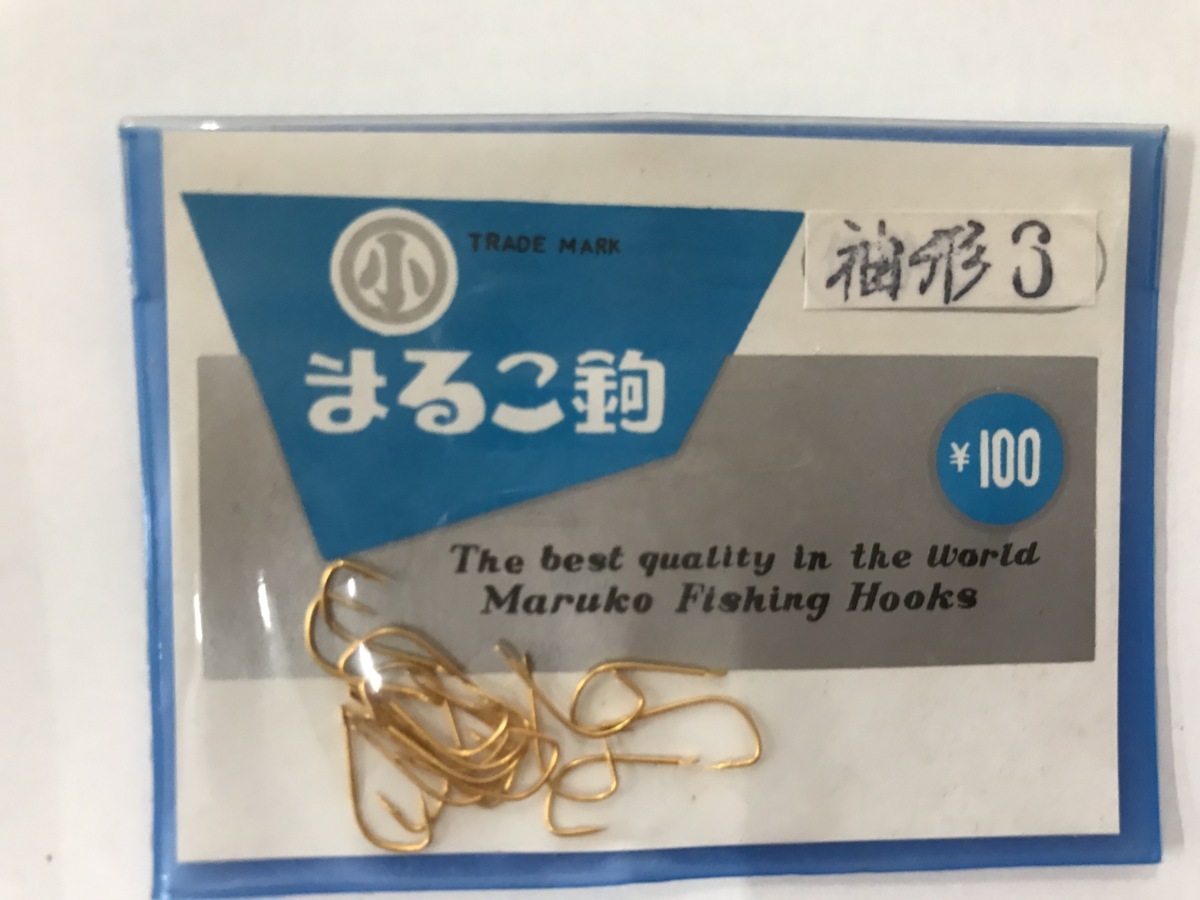 小
TRADE MARK
袖形 3
まるこ鉤
¥100
The best quality in the World
Maruko Fishing Hooks